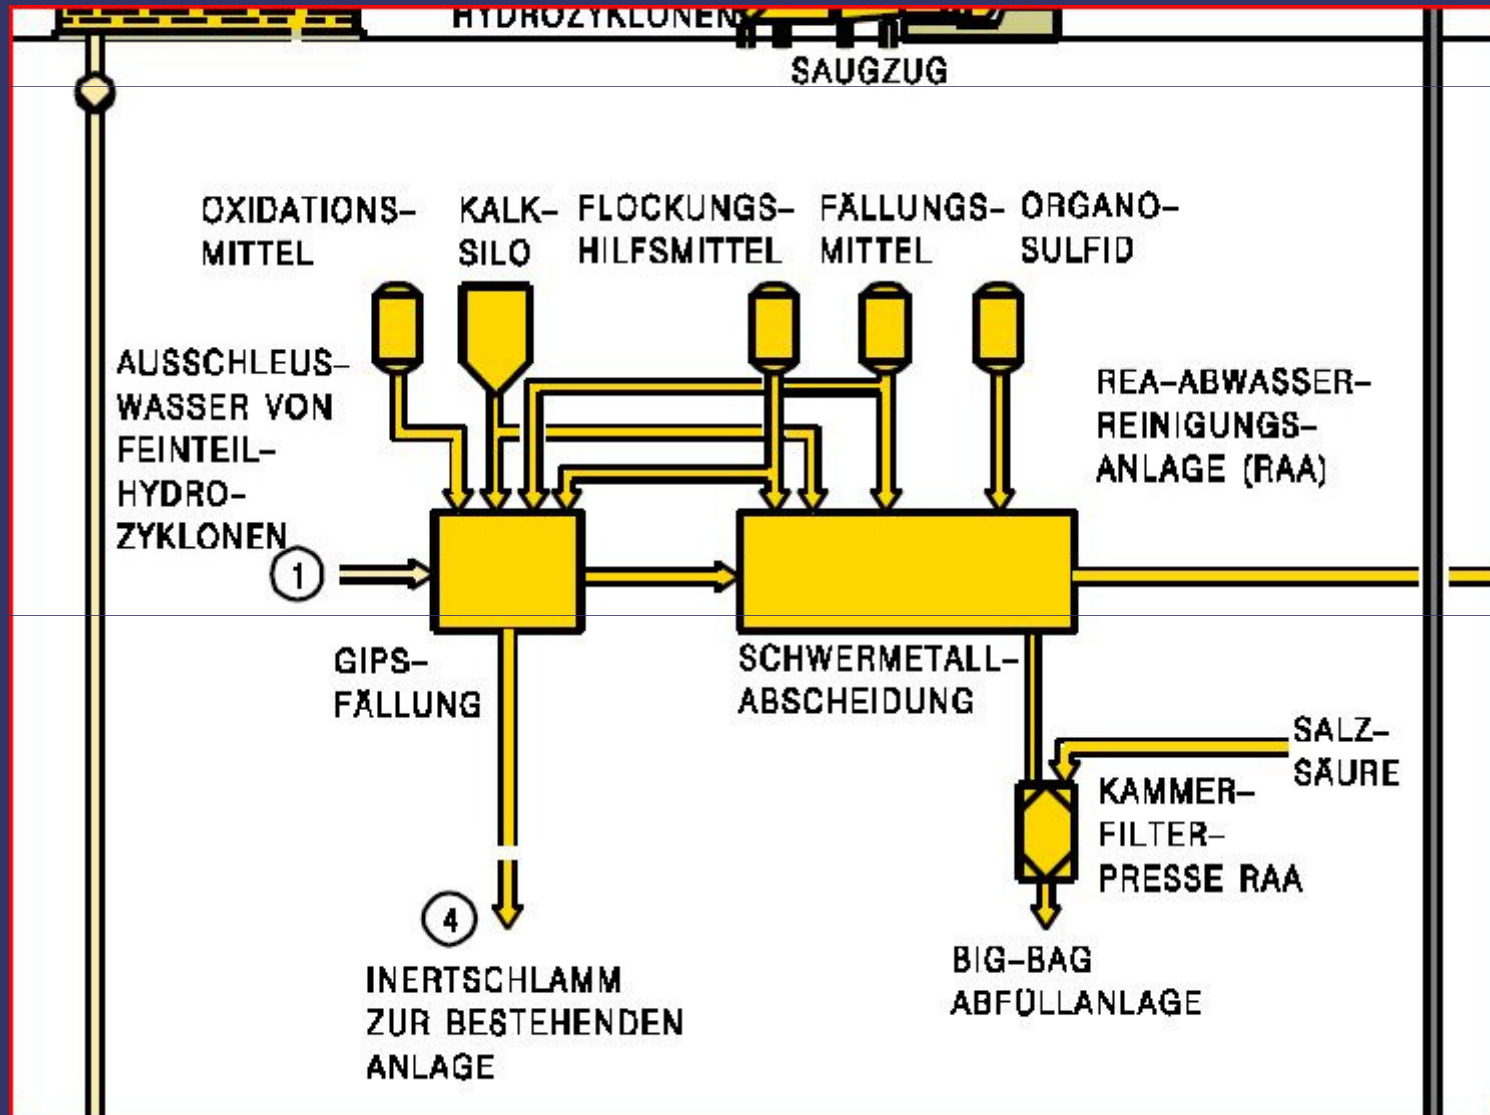 HYDROZYKLONEN
SAUGZUG
OXIDATIONS-
MITTEL
KALK-
SILO
FLOCKUNGS-
HILFSMITTEL
FÄLLUNGS-
MITTEL
ORGANO-
SULFID
AUSSCHLEUS-
WASSER VON
FEINTEIL-
HYDRO-
ZYKLONEN
1
REA-ABWASSER-
REINIGUNGS-
ANLAGE (RAA)
GIPS-
FÄLLUNG
SCHWERMETALL-
ABSCHEIDUNG
SALZ-
SÄURE
KAMMER-
FILTER-
PRESSE RAA
4
INERTSCHLAMM
ZUR BESTEHENDEN
ANLAGE
BIG-BAG
ABFÜLLANLAGE